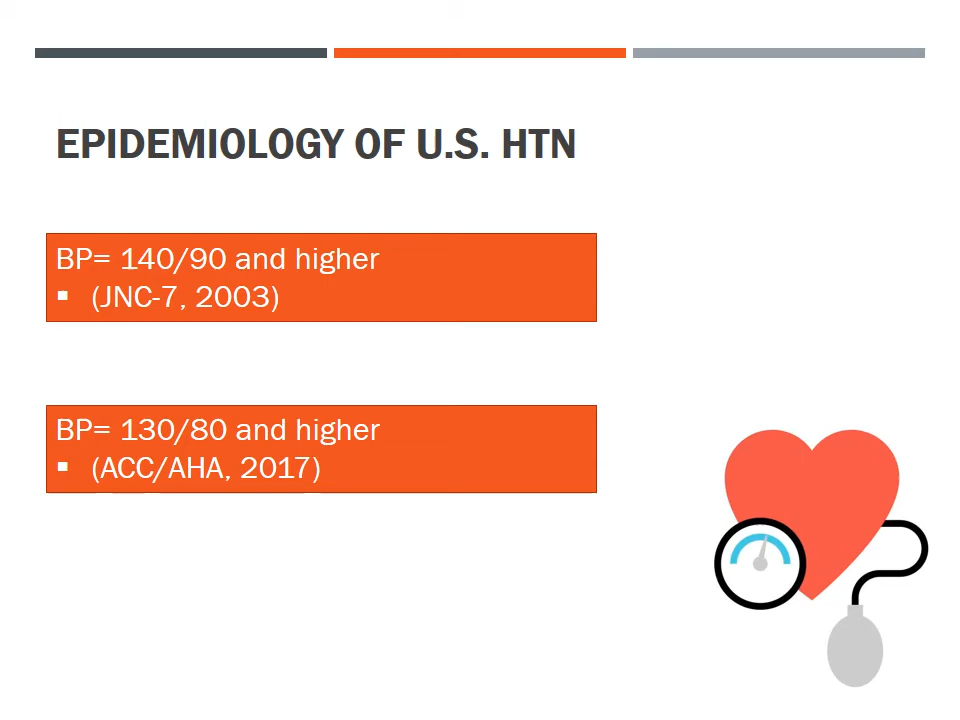 EPIDEMIOLOGY OF U.S. HTN
BP= 140/90 and higher
▪ (JNC-7, 2003)
BP= 130/80 and higher
▪ (ACC/AHA, 2017)